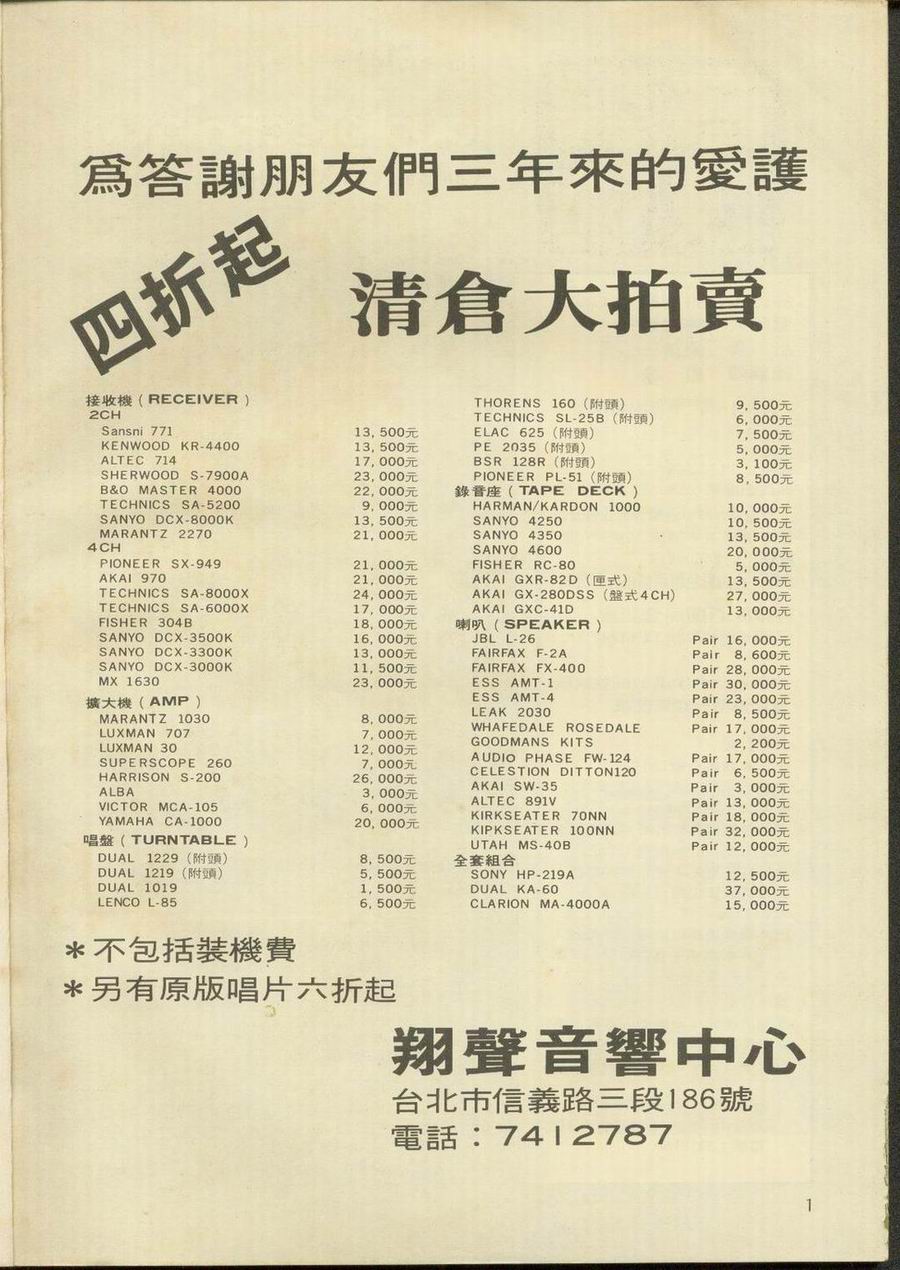 為答謝朋友們三年來的愛護
四折起
清倉大拍賣
接收機 ( RECEIVER )
2CH
Sansni 771 13,500元
KENWOOD KR-4400 13,500元
ALTEC 714 17,000元
SHERWOOD S-7900A 23,000元
B&O MASTER 4000 22,000元
TECHNICS SA-5200 9,000元
SANYO DCX-8000K 13,500元
MARANTZ 2270 21,000元
4CH
PIONEER SX-949 21,000元
AKAI 970 21,000元
TECHNICS SA-8000X 24,000元
TECHNICS SA-6000X 17,000元
FISHER 304B 18,000元
SANYO DCX-3500K 16,000元
SANYO DCX-3300K 13,000元
SANYO DCX-3000K 11,500元
MX 1630 23,000元
擴大機 ( AMP )
MARANTZ 1030 8,000元
LUXMAN 707 7,000元
LUXMAN 30 12,000元
SUPERSCOPE 260 7,000元
HARRISON S-200 26,000元
ALBA 3,000元
VICTOR MCA-105 6,000元
YAMAHA CA-1000 20,000元
唱盤 ( TURNTABLE )
DUAL 1229 (附頭) 8,500元
DUAL 1219 (附頭) 5,500元
DUAL 1019 1,500元
LENCO L-85 6,500元
THORENS 160 (附頭) 9,500元
TECHNICS SL-25B (附頭) 6,000元
ELAC 625 (附頭) 7,500元
PE 2035 (附頭) 5,000元
BSR 128R (附頭) 3,100元
PIONEER PL-51 (附頭) 8,500元
錄音座 ( TAPE DECK )
HARMAN/KARDON 1000 10,000元
SANYO 4250 10,500元
SANYO 4350 13,500元
SANYO 4600 20,000元
FISHER RC-80 5,000元
AKAI GXR-82D (匣式) 13,500元
AKAI GX-280DSS (盤式4CH) 27,000元
AKAI GXC-41D 13,000元
喇叭 ( SPEAKER )
JBL L-26 Pair 16,000元
FAIRFAX F-2A Pair 8,600元
FAIRFAX FX-400 Pair 28,000元
ESS AMT-1 Pair 30,000元
ESS AMT-4 Pair 23,000元
LEAK 2030 Pair 8,500元
WHAFEDALE ROSEDALE Pair 17,000元
GOODMANS KITS 2,200元
AUDIO PHASE FW-124 Pair 17,000元
CELESTION DITTON120 Pair 6,500元
AKAI SW-35 Pair 3,000元
ALTEC 891V Pair 13,000元
KIRKSEATER 70NN Pair 18,000元
KIPKSEATER 100NN Pair 32,000元
UTAH MS-40B Pair 12,000元
全套組合
SONY HP-219A 12,500元
DUAL KA-60 37,000元
CLARION MA-4000A 15,000元
*不包括裝機費
*另有原版唱片六折起
翔聲音響中心
台北市信義路三段186號
電話：7412787
1